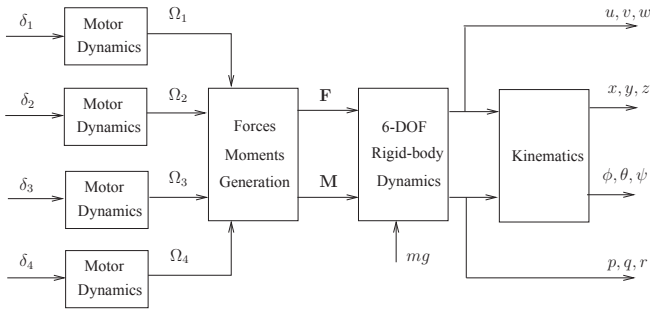 δ1
Motor
Dynamics
Ω1
δ2
Motor
Dynamics
Ω2
δ3
Motor
Dynamics
Ω3
δ4
Motor
Dynamics
Ω4
Forces
Moments
Generation
F
M
6-DOF
Rigid-body
Dynamics
mg
Kinematics
u, v, w
x, y, z
ϕ, θ, ψ
p, q, r